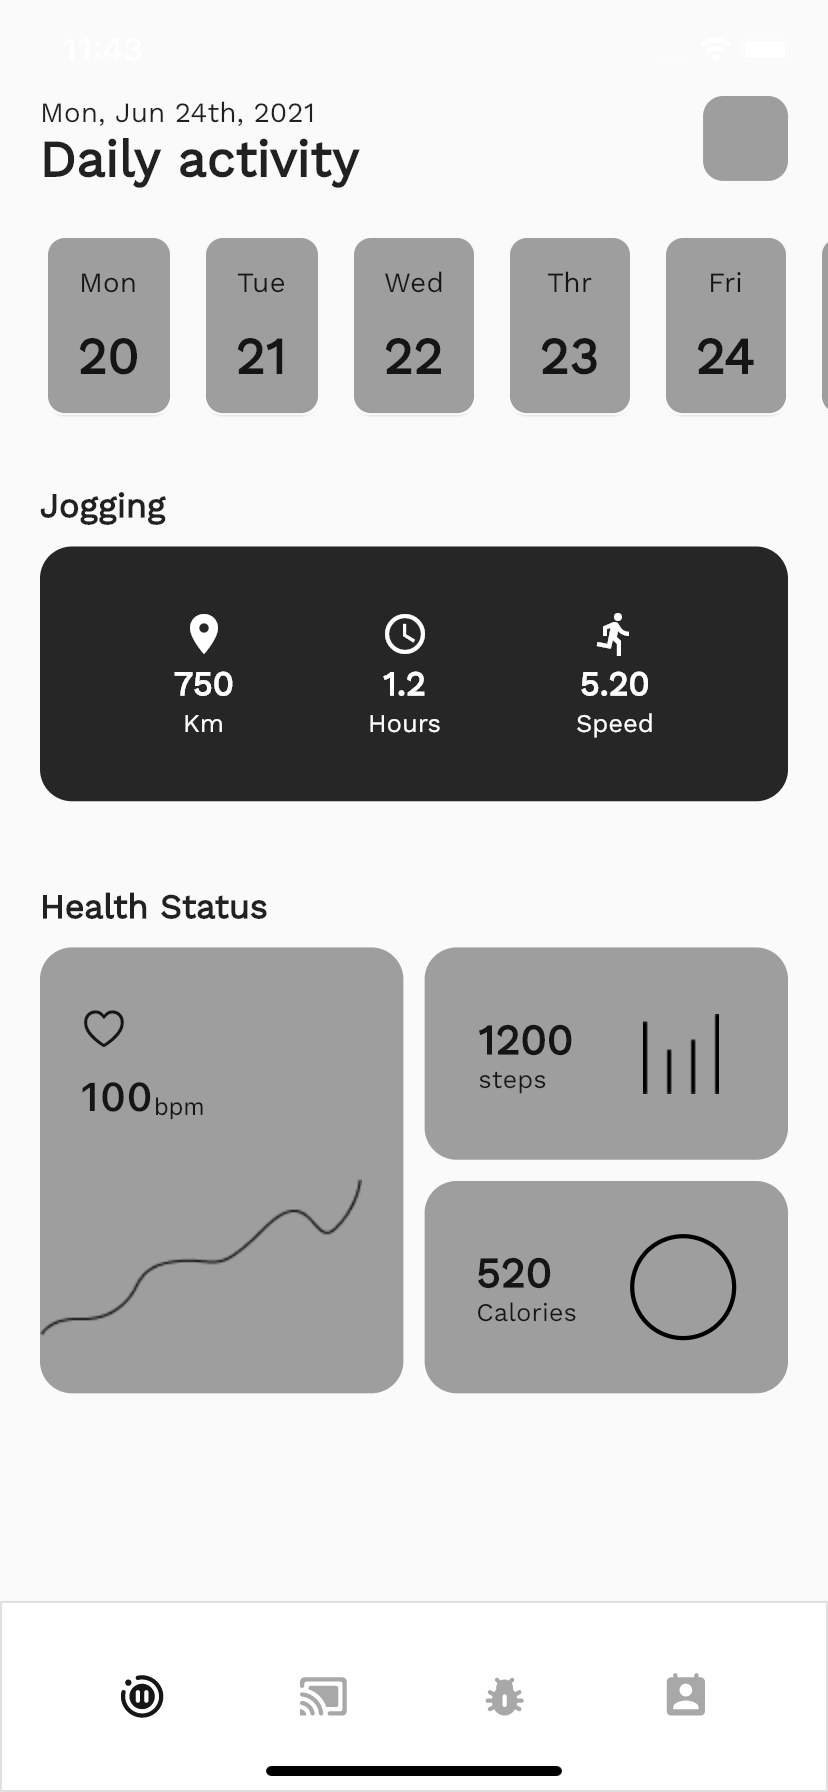 11:43
Mon, Jun 24th, 2021
Daily activity
Mon Tue Wed Thr Fri
20 21 22 23 24
Jogging
750 1.2 5.20
Km Hours Speed
Health Status
100bpm
1200
steps
520
Calories